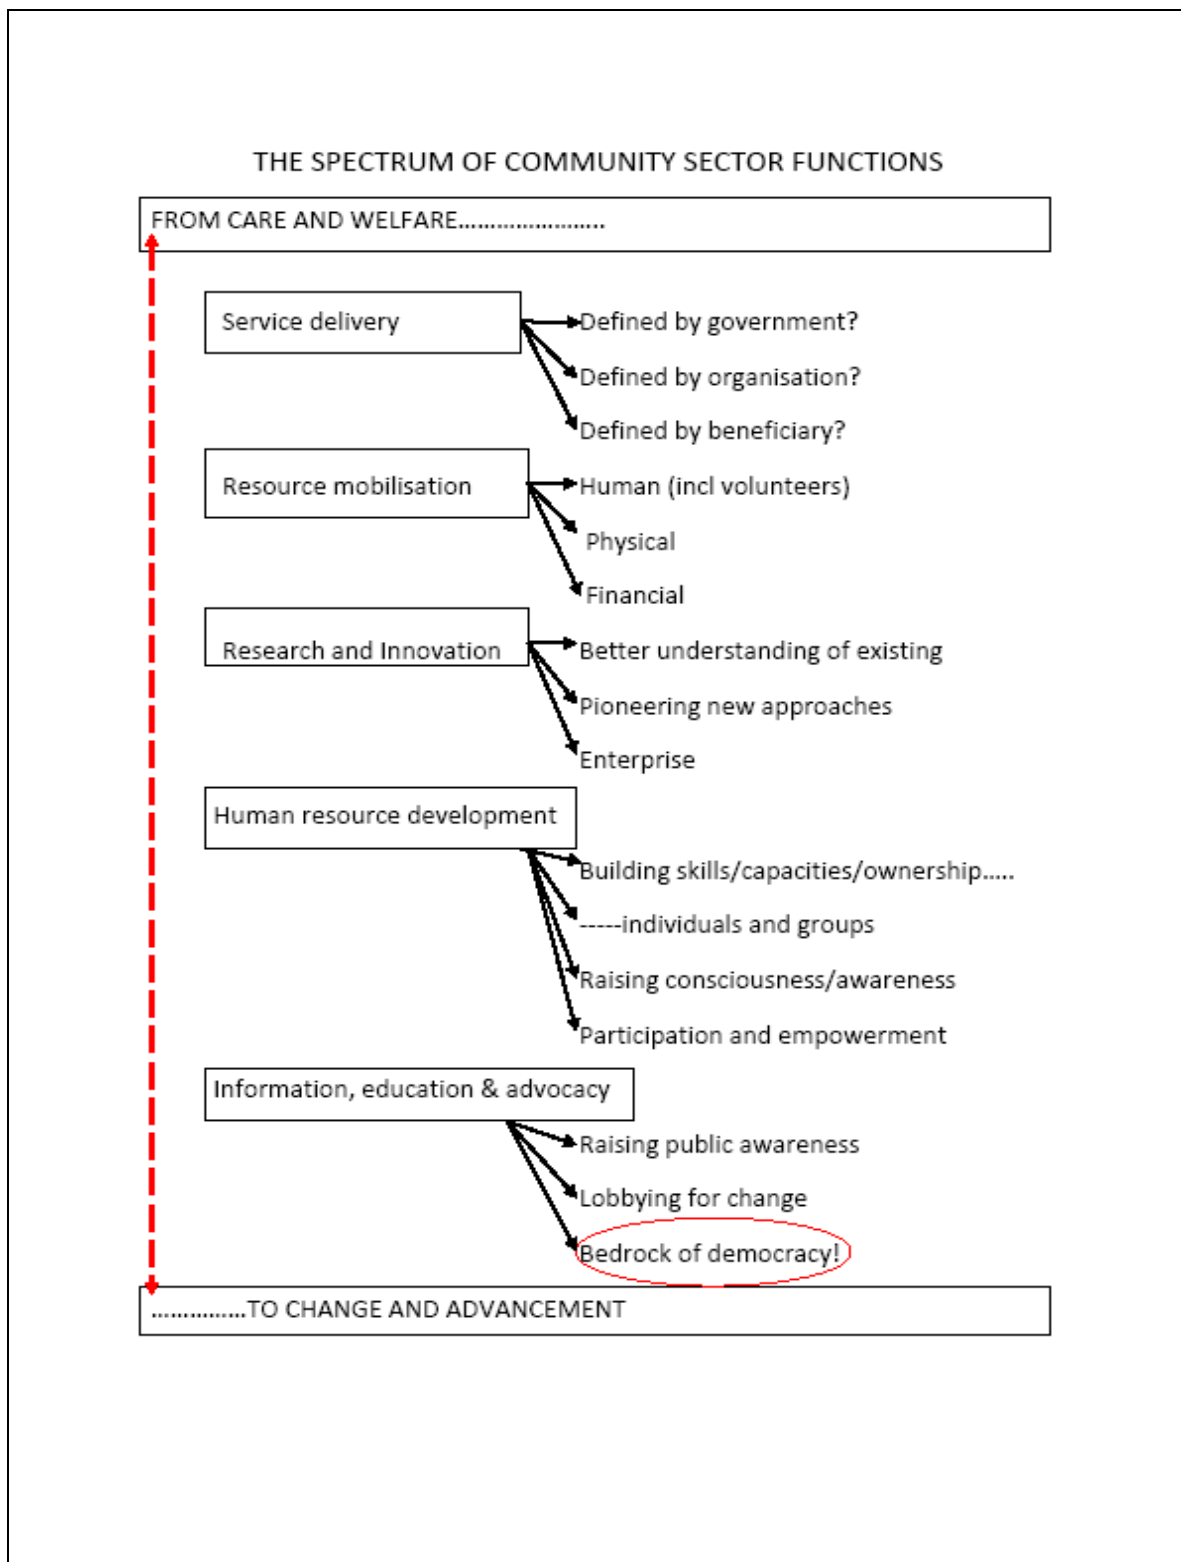 THE SPECTRUM OF COMMUNITY SECTOR FUNCTIONS
FROM CARE AND WELFARE........................
Service delivery
Defined by government?
Defined by organisation?
Defined by beneficiary?
Resource mobilisation
Human (incl volunteers)
Physical
Financial
Research and Innovation
Better understanding of existing
Pioneering new approaches
Enterprise
Human resource development
Building skills/capacities/ownership.....
-----individuals and groups
Raising consciousness/awareness
Participation and empowerment
Information, education & advocacy
Raising public awareness
Lobbying for change
Bedrock of democracy!
...............TO CHANGE AND ADVANCEMENT